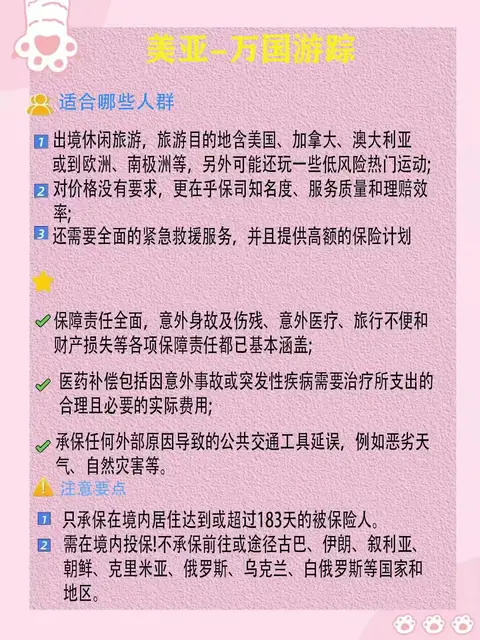 美亚-万国游踪
适合哪些人群
1 出境休闲旅游，旅游目的地含美国、加拿大、澳大利亚
或到欧洲、南极洲等，另外可能还玩一些低风险热门运动;
2 对价格没有要求，更在乎保司知名度、服务质量和理赔效
率;
3 还需要全面的紧急救援服务，并且提供高额的保险计划
保障责任全面，意外身故及伤残、意外医疗、旅行不便和
财产损失等各项保障责任都已基本涵盖;
医药补偿包括因意外事故或突发性疾病需要治疗所支出的
合理且必要的实际费用;
承保任何外部原因导致的公共交通工具延误，例如恶劣天
气、自然灾害等。
注意要点
1 只承保在境内居住达到或超过183天的被保险人。
2 需在境内投保!不承保前往或途径古巴、伊朗、叙利亚、
朝鲜、克里米亚、俄罗斯、乌克兰、白俄罗斯等国家和
地区。